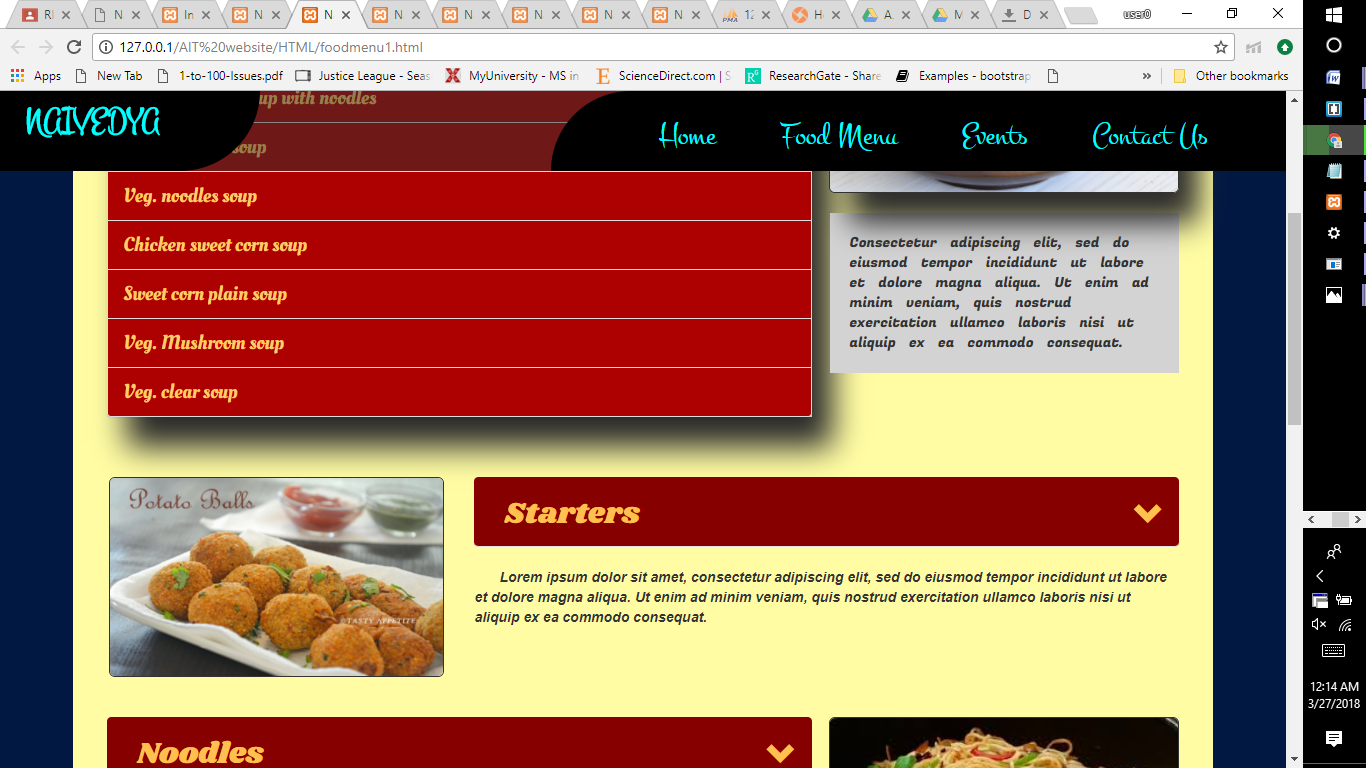 RI
N
In
N
N
N
N
N
N
N
PMA 12
H
A
M
D
user0
127.0.0.1/AIT%20website/HTML/foodmenu1.html
Apps New Tab 1-to-100-Issues.pdf Justice League - Seas MyUniversity - MS in ScienceDirect.com | S ResearchGate - Share Examples - bootstrap » Other bookmarks
NAIVEDYA
up with noodles
soup
Home Food Menu Events Contact Us
Veg. noodles soup
Chicken sweet corn soup
Sweet corn plain soup
Veg. Mushroom soup
Veg. clear soup
Consectetur adipiscing elit, sed do
eiusmod tempor incididunt ut labore
et dolore magna aliqua. Ut enim ad
minim veniam, quis nostrud
exercitation ullamco laboris nisi ut
aliquip ex ea commodo consequat.
Potato Balls
©TASTY APPETITE
Starters
Lorem ipsum dolor sit amet, consectetur adipiscing elit, sed do eiusmod tempor incididunt ut labore
et dolore magna aliqua. Ut enim ad minim veniam, quis nostrud exercitation ullamco laboris nisi ut
aliquip ex ea commodo consequat.
Noodles
12:14 AM
3/27/2018